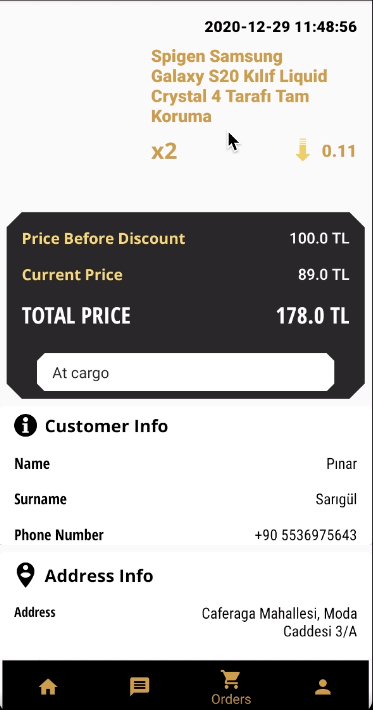 2020-12-29 11:48:56
Spigen Samsung
Galaxy S20 Kılıf Liquid
Crystal 4 Tarafı Tam
Koruma
x2 0.11
Price Before Discount 100.0 TL
Current Price 89.0 TL
TOTAL PRICE 178.0 TL
At cargo
Customer Info
Name Pınar
Surname Sarıgül
Phone Number +90 5536975643
Address Info
Address Caferaga Mahallesi, Moda
Caddesi 3/A
Orders